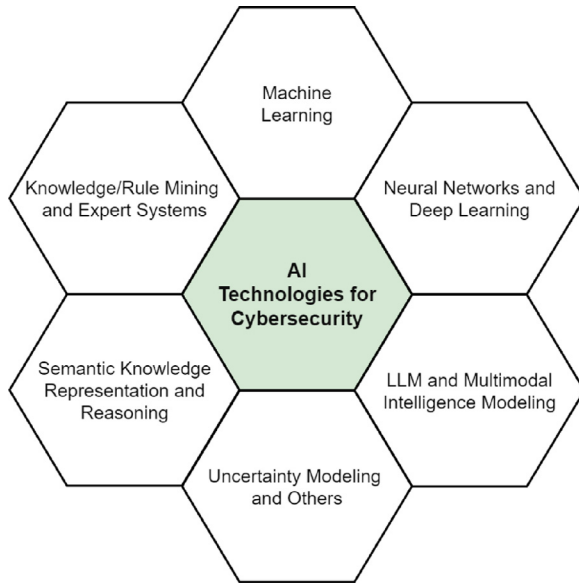 Machine
Learning
Knowledge/Rule Mining
and Expert Systems
Neural Networks and
Deep Learning
AI
Technologies for
Cybersecurity
Semantic Knowledge
Representation and
Reasoning
LLM and Multimodal
Intelligence Modeling
Uncertainty Modeling
and Others